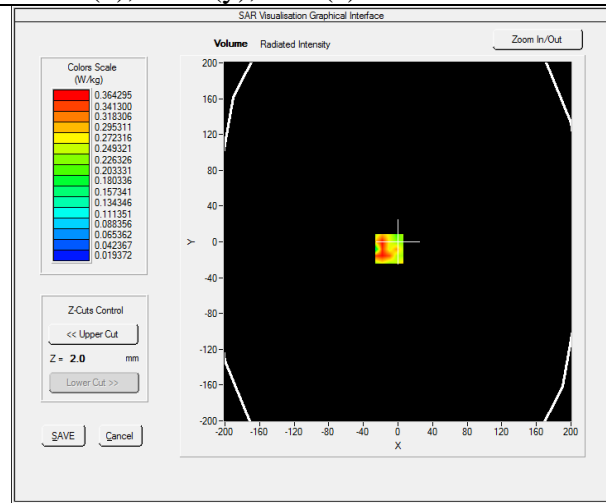 SAR Visualisation Graphical Interface
Volume Radiated Intensity
Zoom In/Out
Colors Scale
(W/kg)
0.364295
0.341300
0.318306
0.295311
0.272316
0.249321
0.226326
0.203331
0.180336
0.157341
0.134346
0.111351
0.088356
0.065362
0.042367
0.019372
Z-Cuts Control
<< Upper Cut
Z = 2.0 mm
Lower Cut >>
SAVE Cancel
200
160
120
80
40
0
-40
-80
-120
-160
-200
Y
-200 -160 -120 -80 -40 0 40 80 120 160 200
X